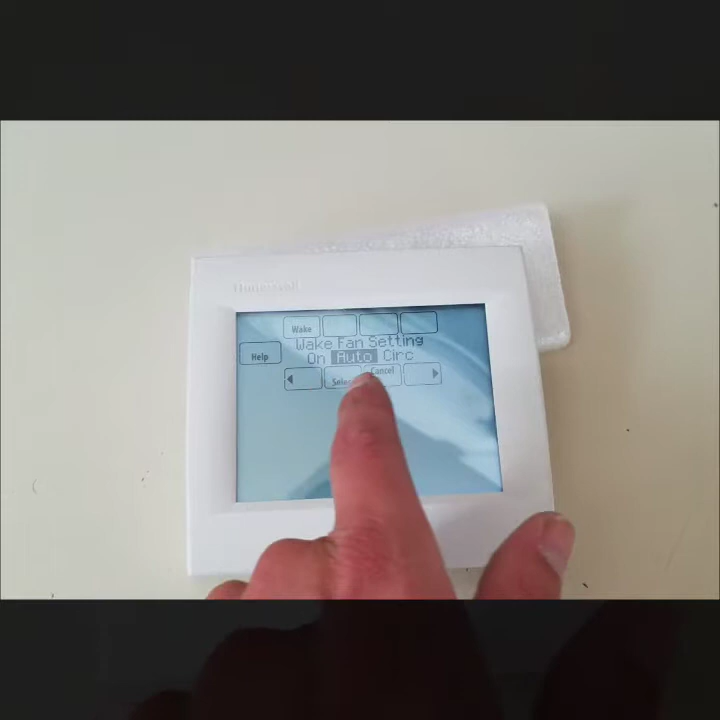 Honeywell
Wake
Wake Fan Setting
Help
On Auto Circ
Cancel